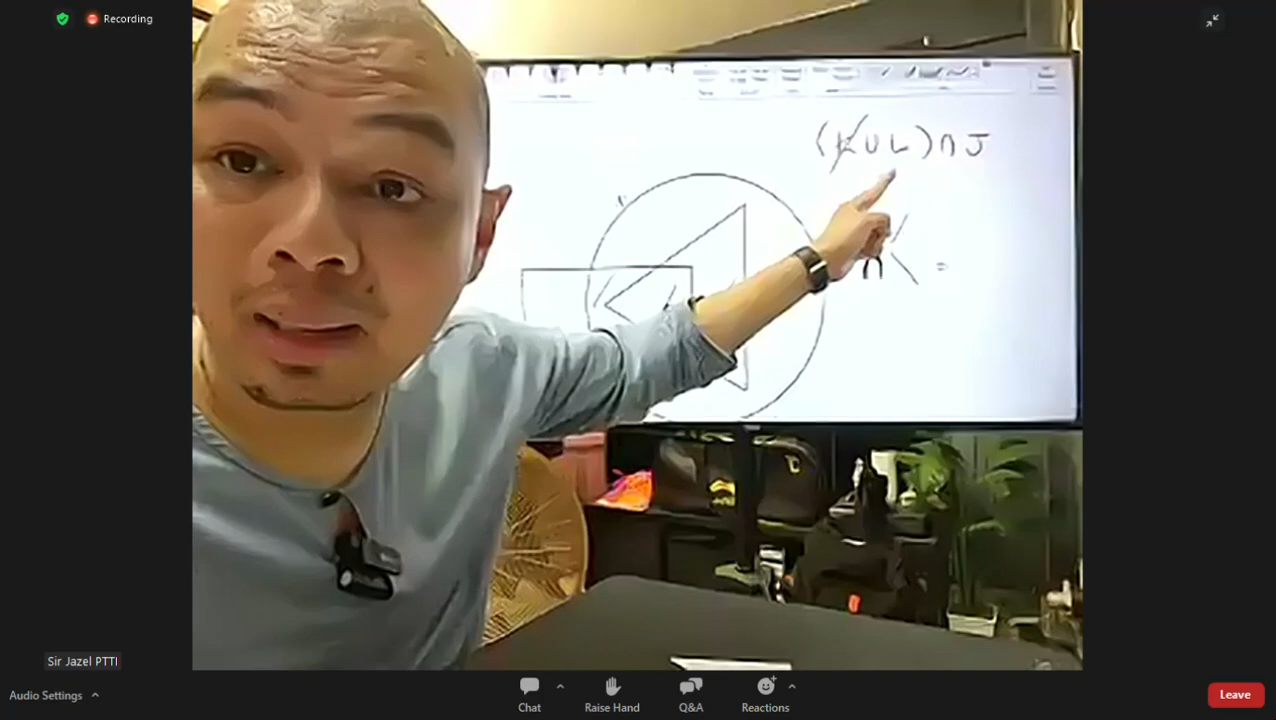 Recording
(K∪L)∩J
∩ =
Sir Jazel PTTI
Audio Settings
Chat
Raise Hand
Q&A
Reactions
Leave